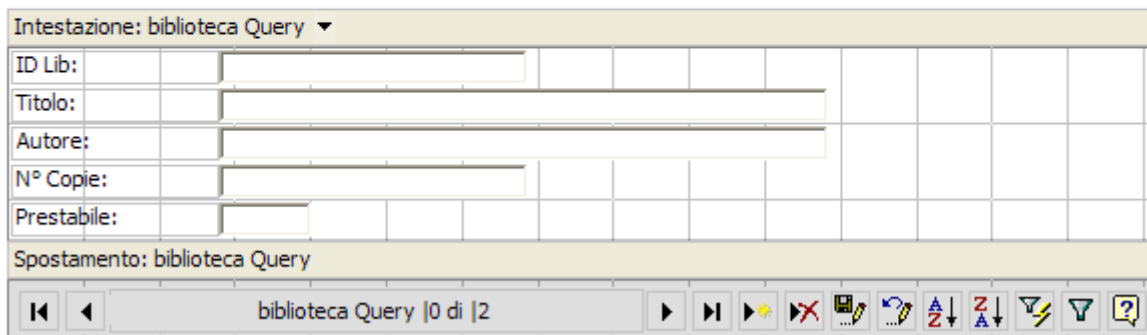 Intestazione: biblioteca Query
ID Lib:
Titolo:
Autore:
N° Copie:
Prestabile:
Spostamento: biblioteca Query
biblioteca Query |0 di |2
A Z Z A ?